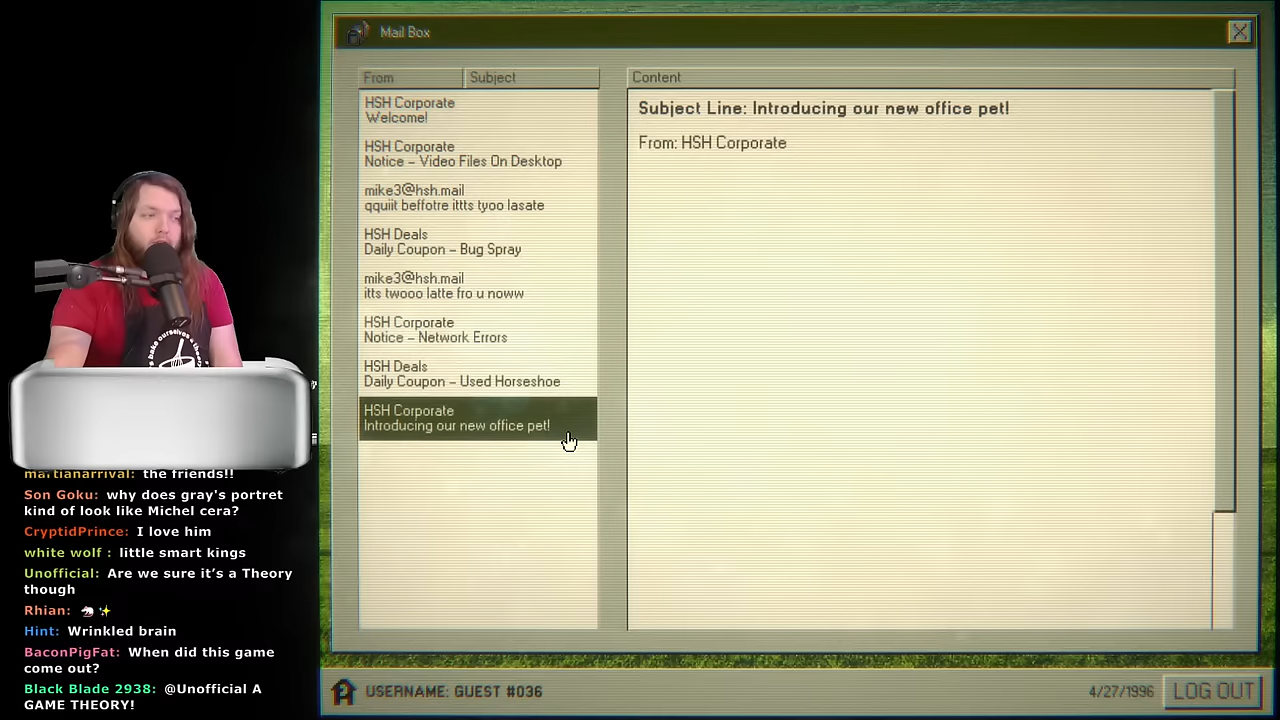 Mail Box
From
Subject
Content
HSH Corporate
Welcome!
HSH Corporate
Notice - Video Files On Desktop
mike3@hsh.mail
qquiit beffotre ittts tyoo lasate
HSH Deals
Daily Coupon - Bug Spray
mike3@hsh.mail
itts twooo latte fro u noww
HSH Corporate
Notice - Network Errors
HSH Deals
Daily Coupon - Used Horseshoe
HSH Corporate
Introducing our new office pet!
Subject Line: Introducing our new office pet!
From: HSH Corporate
martianarrival: the friends!!
Son Goku: why does gray's portret
kind of look like Michel cera?
CryptidPrince: I love him
white wolf : little smart kings
Unofficial: Are we sure it's a Theory
though
Rhian: 🦡✨
Hint: Wrinkled brain
BaconPigFat: When did this game
come out?
Black Blade 2938: @Unofficial A
GAME THEORY!
USERNAME: GUEST #036
4/27/1996
LOG OUT